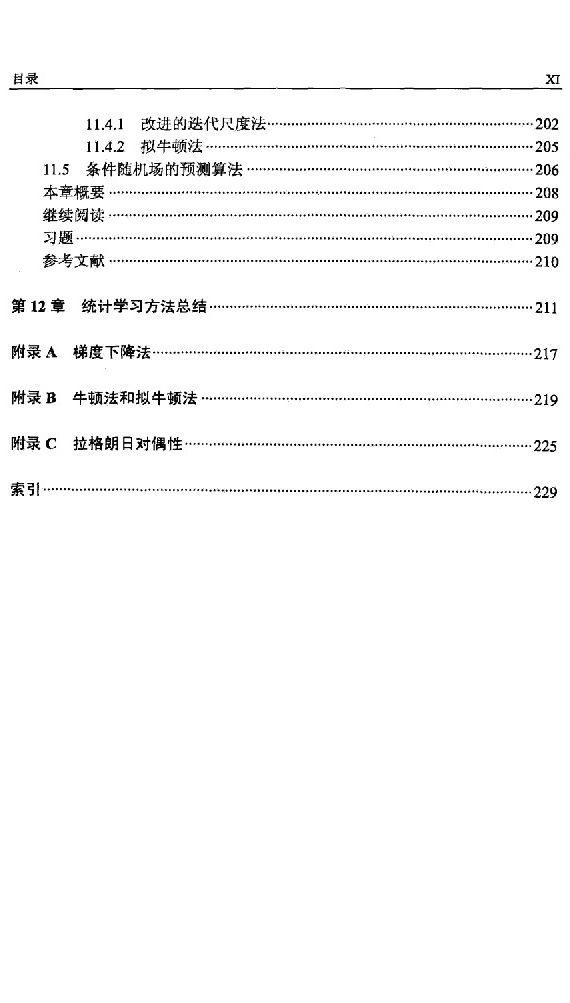 目录 XI
11.4.1 改进的迭代尺度法 202
11.4.2 拟牛顿法 205
11.5 条件随机场的预测算法 206
本章概要 208
继续阅读 209
习题 209
参考文献 210
第 12 章 统计学习方法总结 211
附录 A 梯度下降法 217
附录 B 牛顿法和拟牛顿法 219
附录 C 拉格朗日对偶性 225
索引 229